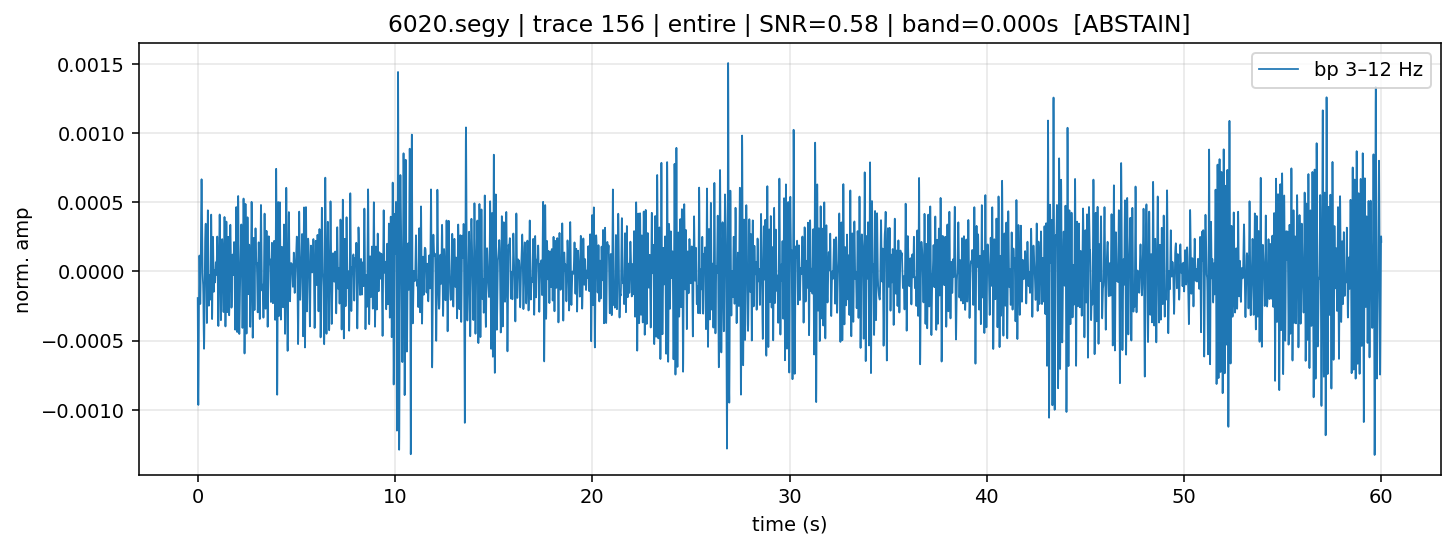 6020.segy | trace 156 | entire | SNR=0.58 | band=0.000s  [ABSTAIN]
bp 3–12 Hz
norm. amp
0.0015
0.0010
0.0005
0.0000
−0.0005
−0.0010
0 10 20 30 40 50 60
time (s)